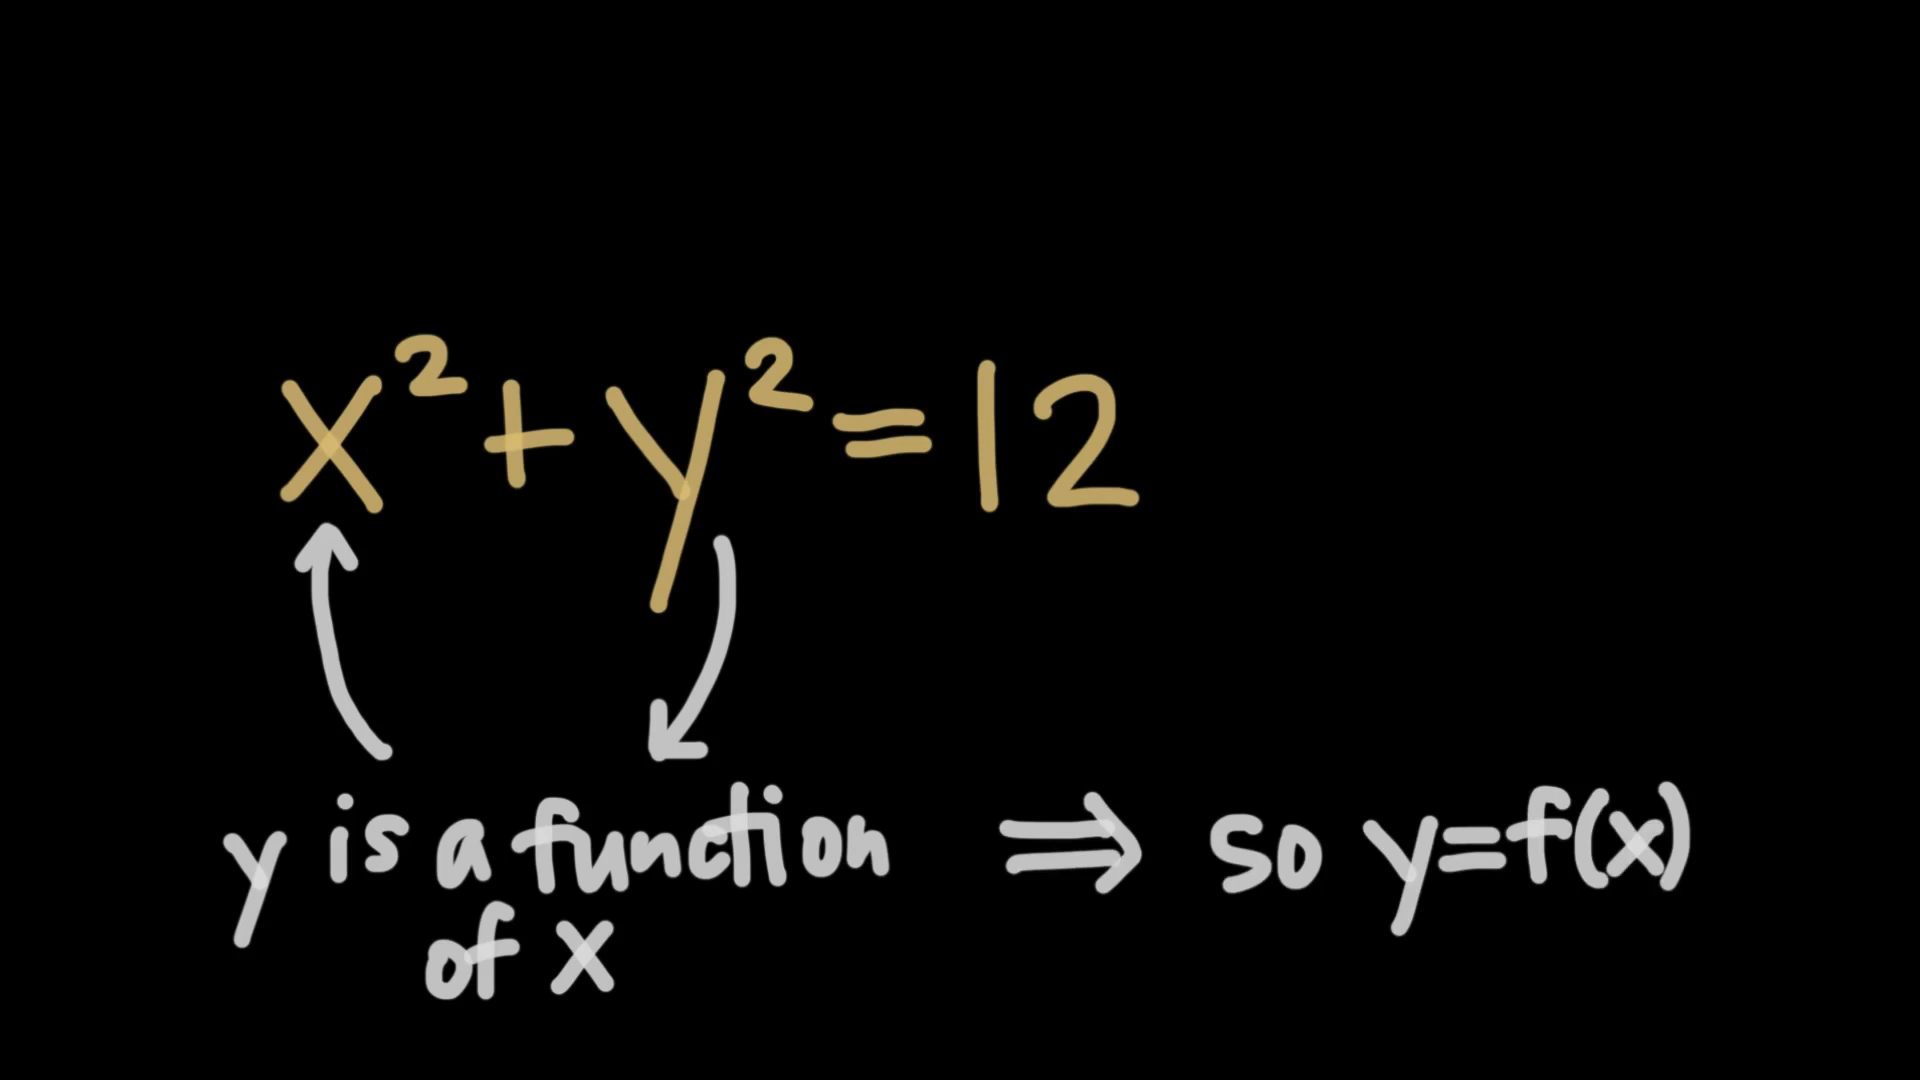 x²+y²=12
y is a function ⇒ so y=f(x)
of x